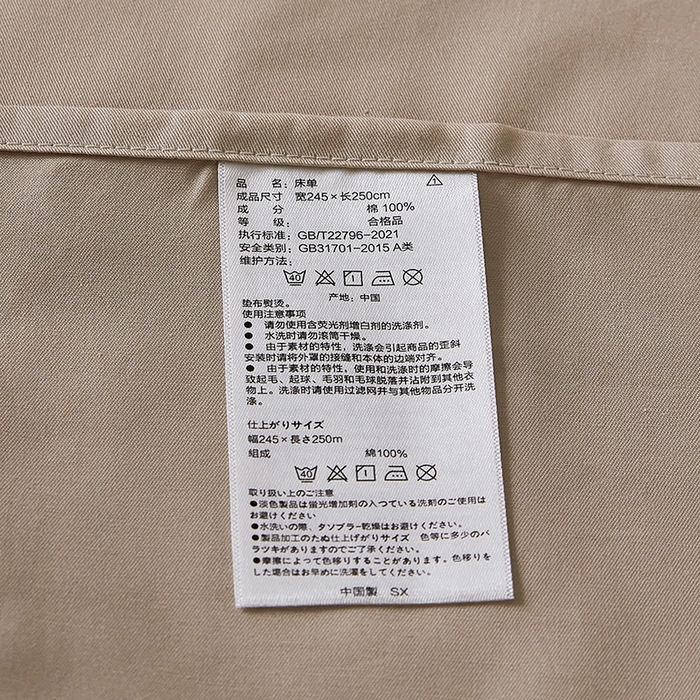 品 名：床单
成品尺寸 宽245×长250cm
成 分 棉 100%
等 级： 合格品
执行标准：GB/T22796-2021
安全类别：GB31701-2015 A类
维护方法：
40
产地：中国
垫布熨烫。
使用注意事项
● 请勿使用含荧光剂增白剂的洗涤剂。
● 水洗时请勿滚筒干燥。
● 由于素材的特性，洗涤会引起商品的歪斜
安装时请将外罩的接缝和本体的边端对齐。
● 由于素材的特性，使用和洗涤时的摩擦会导
致起毛、起球、毛羽和毛球脱落并沾附到其他衣
物上。洗涤时请使用过滤网并与其他物品分开洗
涤。
仕上がりサイズ
幅245×長さ250m
組成 綿100%
40
取り扱い上のご注意
●淡色製品は蛍光増加剤の入つている洗剤のご使用は
お避けください
●水洗いの際、タソブラー乾燥はお避けください。
●製品加工のたぬ仕上げがりサイズ 色等に多少のバ
ラツキがありますのでご了承ください。
●摩擦によって色移りすることがあります。色移りを
した場合はお早めに洗濯をしてください。
中国製 SX